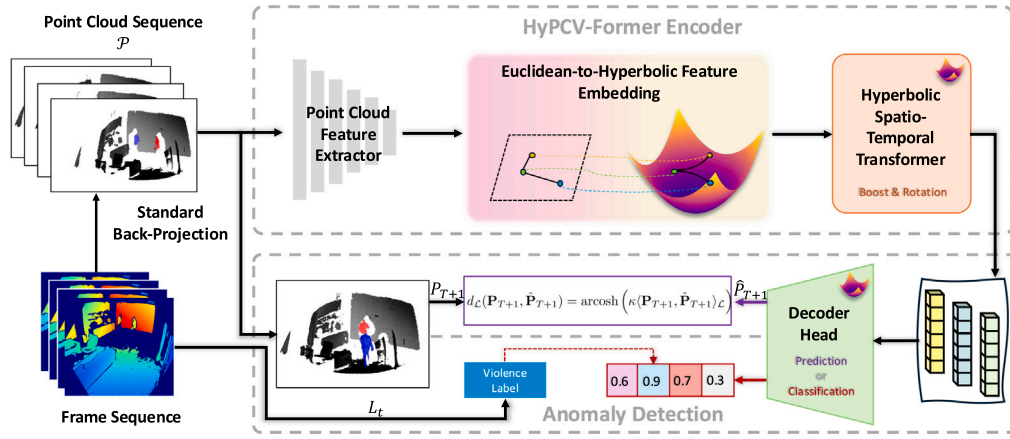 Point Cloud Sequence
𝒫
HyPCV-Former Encoder
Point Cloud
Feature
Extractor
Euclidean-to-Hyperbolic Feature
Embedding
Hyperbolic
Spatio-
Temporal
Transformer
Boost & Rotation
Standard
Back-Projection
Frame Sequence
P_{T+1}
d_ℒ(𝐏_{T+1}, 𝐏̂_{T+1}) = arcosh(κ⟨𝐏_{T+1}, 𝐏̂_{T+1}⟩_ℒ)
P̂_{T+1}
Decoder
Head
Prediction
or
Classification
Violence
Label
0.6 0.9 0.7 0.3
L_t
Anomaly Detection